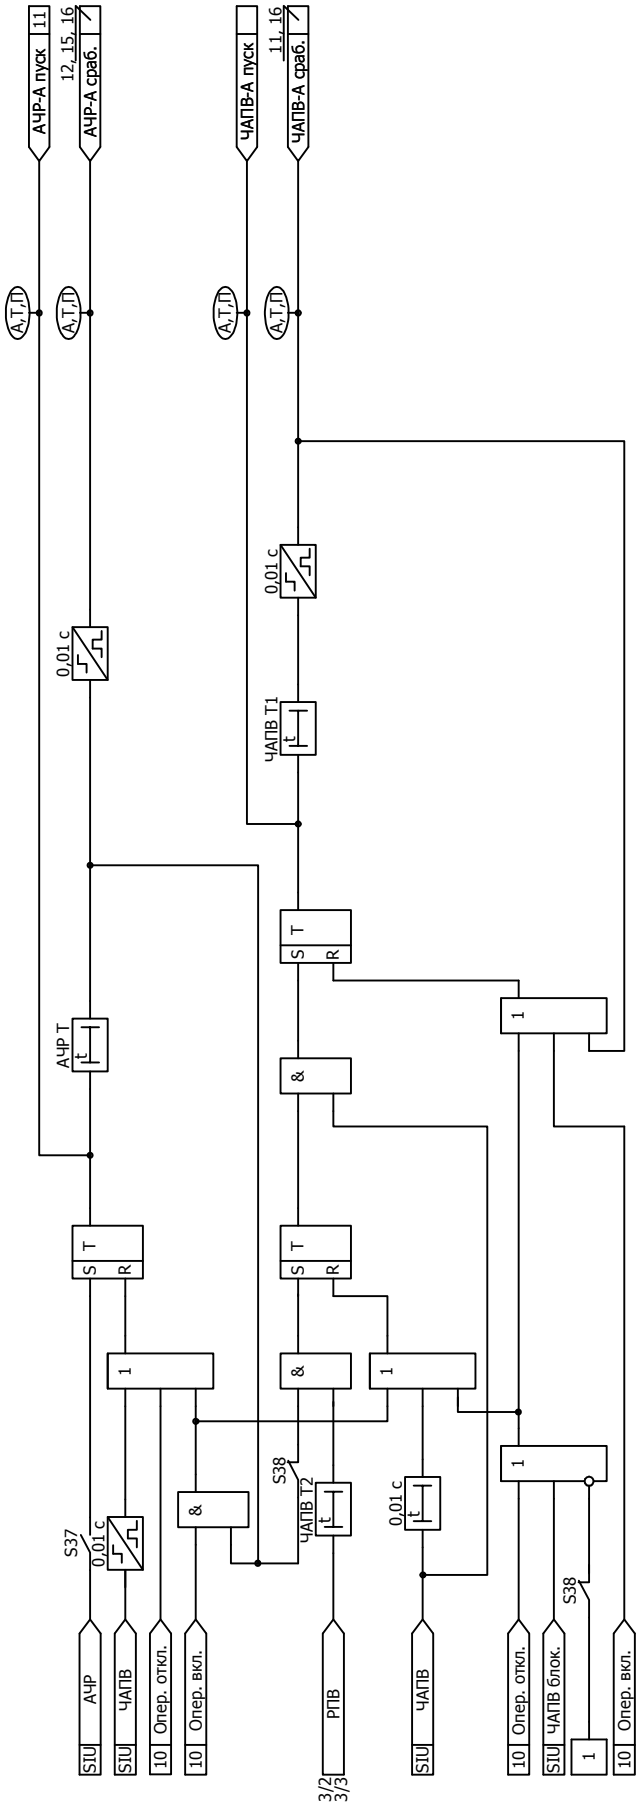 АЧР-А пуск 11
12, 15, 16
АЧР-А сраб.
ЧАПВ-А пуск
11, 16
ЧАПВ-А сраб.
А,Т,П
А,Т,П
А,Т,П
А,Т,П
0,01 с
0,01 с
ЧАПВ Т1
t
S T
R
АЧР Т
t
1
&
S T
R
S T
R
1
&
1
S38
1
S37
0,01 с
&
ЧАПВ Т2
t
0,01 с
t
S38
SIU АЧР
SIU ЧАПВ
10 Опер. откл.
10 Опер. вкл.
3/2
3/3
РПВ
SIU ЧАПВ
10 Опер. откл.
SIU ЧАПВ блок.
1
10 Опер. вкл.